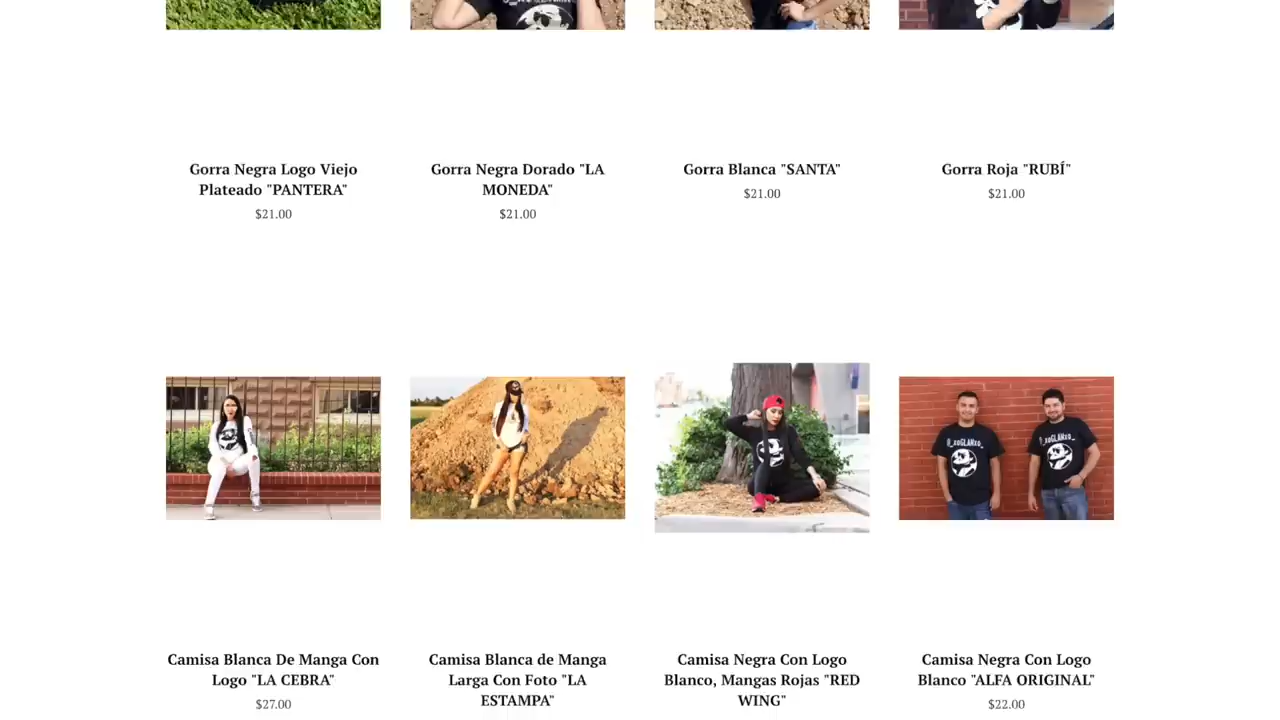 Gorra Negra Logo Viejo
Plateado "PANTERA"
$21.00
Gorra Negra Dorado "LA
MONEDA"
$21.00
Gorra Blanca "SANTA"
$21.00
Gorra Roja "RUBÍ"
$21.00
Camisa Blanca De Manga Con
Logo "LA CEBRA"
$27.00
Camisa Blanca de Manga
Larga Con Foto "LA
ESTAMPA"
Camisa Negra Con Logo
Blanco, Mangas Rojas "RED
WING"
Camisa Negra Con Logo
Blanco "ALFA ORIGINAL"
$22.00